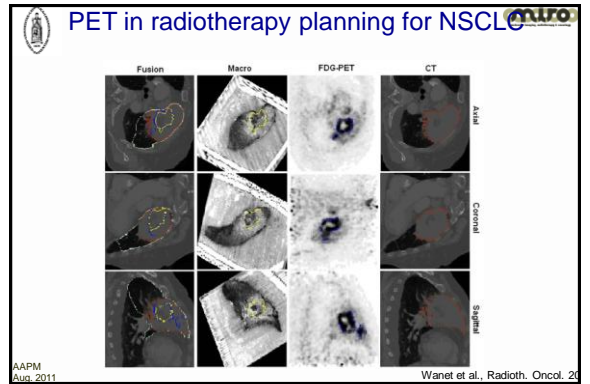 PET in radiotherapy planning for NSCLC
miro
Fusion Macro FDG-PET CT
Axial
Coronal
Sagittal
AAPM
Aug. 2011
Wanet et al., Radioth. Oncol. 20